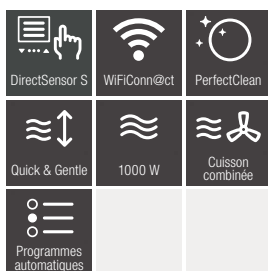 DirectSensor S
WiFiConn@ct
PerfectClean
Quick & Gentle
1000 W
Cuisson
combinée
Programmes
automatiques